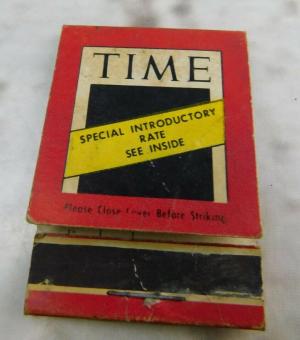 TIME
SPECIAL INTRODUCTORY
RATE
SEE INSIDE
Please Close Cover Before Striking